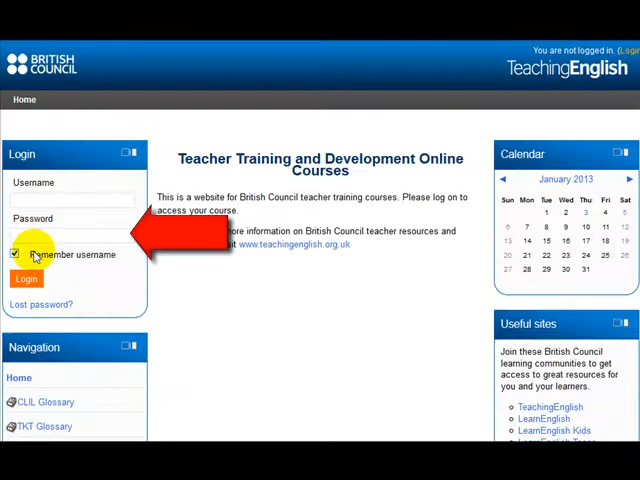 BRITISH
COUNCIL
You are not logged in. (Login
TeachingEnglish
Home
Login
Username
Password
Remember username
Login
Lost password?
Navigation
Home
CLIL Glossary
TKT Glossary
Teacher Training and Development Online
Courses
This is a website for British Council teacher training courses. Please log on to
access your course.
more information on British Council teacher resources and
www.teachingenglish.org.uk
Calendar
January 2013
Sun Mon Tue Wed Thu Fri Sat
1 2 3 4 5
6 7 8 9 10 11 12
13 14 15 16 17 18 19
20 21 22 23 24 25 26
27 28 29 30 31
Useful sites
Join these British Council
learning communities to get
access to great resources for
you and your learners.
TeachingEnglish
LearnEnglish
LearnEnglish Kids
LearnEnglish Teens